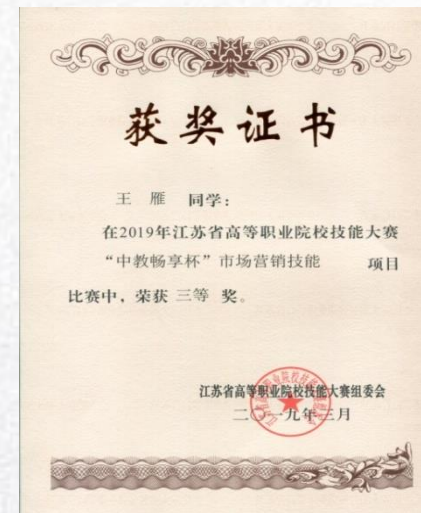 获奖证书
王雁 同学：
在2019年江苏省高等职业院校技能大赛
“中教畅享杯”市场营销技能 项目
比赛中，荣获 三等 奖。
江苏省高等职业院校技能大赛组委会
二〇一九年三月